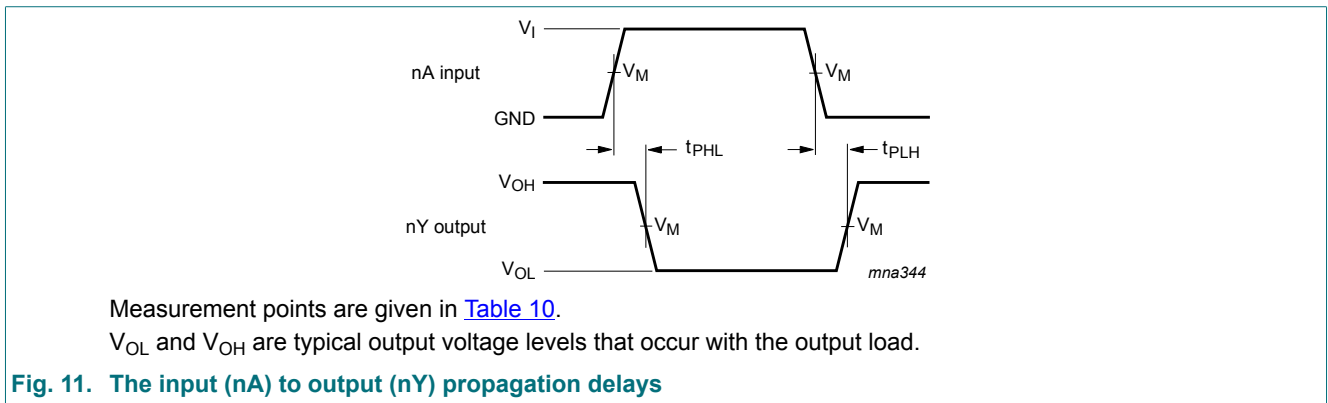 V_I
nA input
V_M
V_M
GND
t_PHL
t_PLH
V_OH
nY output
V_M
V_M
V_OL
mna344
Measurement points are given in Table 10.
V_OL and V_OH are typical output voltage levels that occur with the output load.
Fig. 11. The input (nA) to output (nY) propagation delays